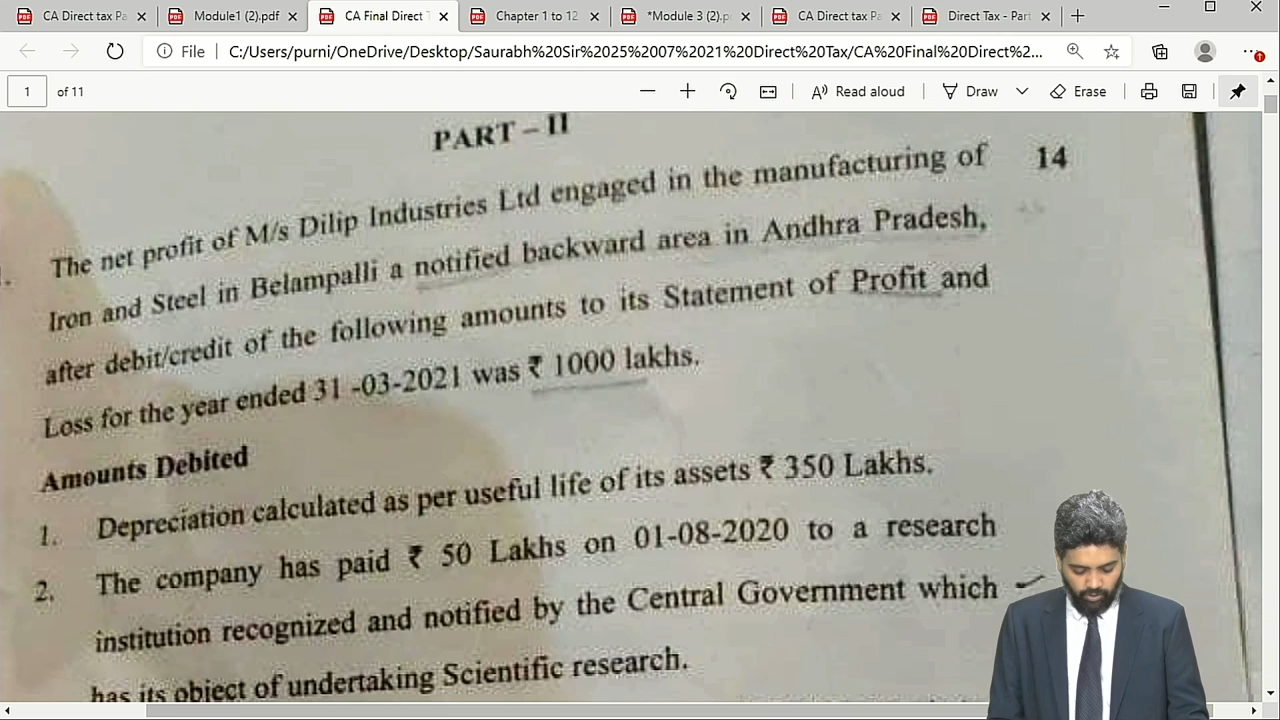 CA Direct tax Pa
Module1 (2).pdf
CA Final Direct T
Chapter 1 to 12
*Module 3 (2).p
CA Direct tax Pa
Direct Tax - Part
File
C:/Users/purni/OneDrive/Desktop/Saurabh%20Sir%2025%2007%2021%20Direct%20Tax/CA%20Final%20Direct%2...
1 of 11
Read aloud
Draw
Erase
PART – II
The net profit of M/s Dilip Industries Ltd engaged in the manufacturing of 14
Iron and Steel in Belampalli a notified backward area in Andhra Pradesh,
after debit/credit of the following amounts to its Statement of Profit and
Loss for the year ended 31 -03-2021 was ₹ 1000 lakhs.
Amounts Debited
1. Depreciation calculated as per useful life of its assets ₹ 350 Lakhs.
2. The company has paid ₹ 50 Lakhs on 01-08-2020 to a research
institution recognized and notified by the Central Government which
has its object of undertaking Scientific research.